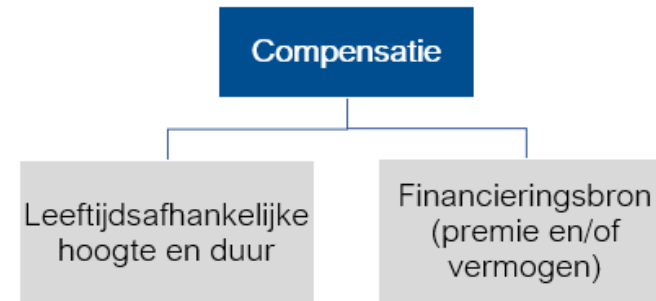 Compensatie
Leeftijdsafhankelijke
hoogte en duur
Financieringsbron
(premie en/of
vermogen)